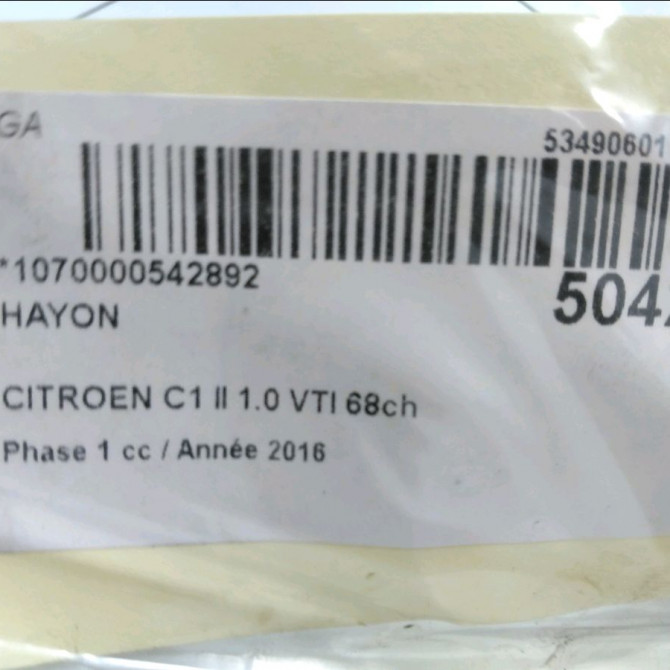 GA
53490601
*1070000542892
504
HAYON
CITROEN C1 II 1.0 VTI 68ch
Phase 1 cc / Année 2016